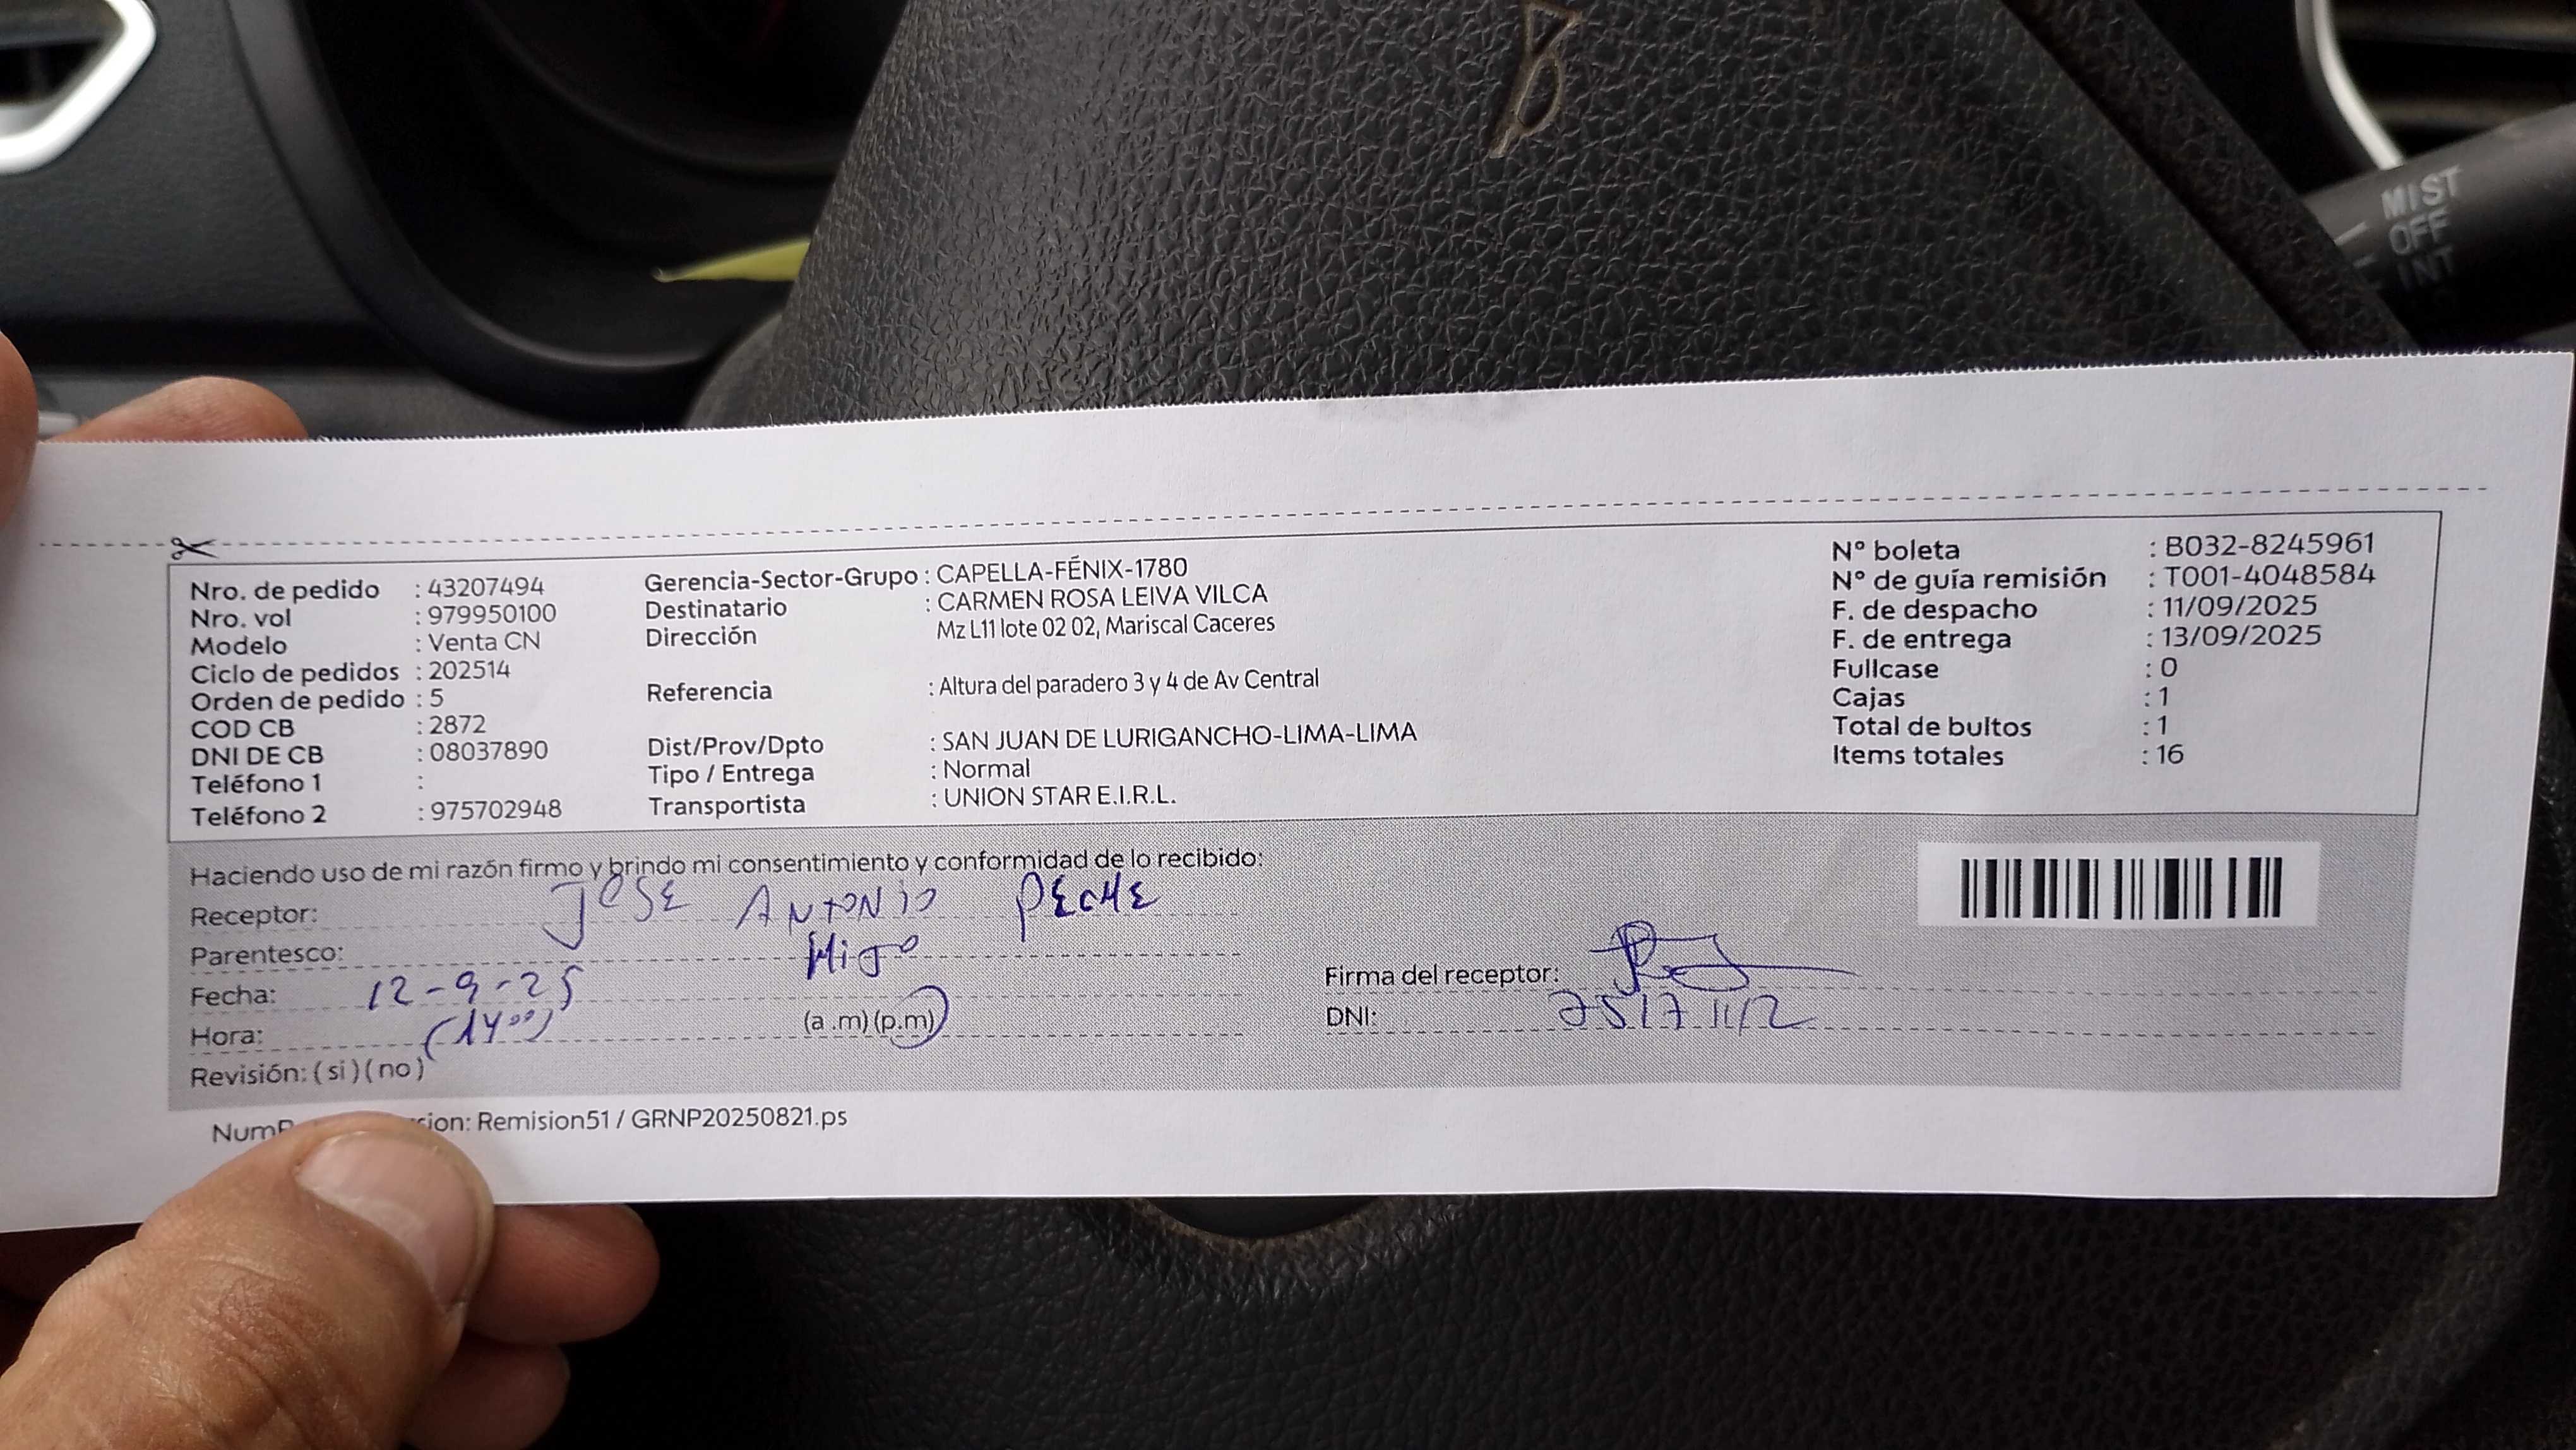 MIST
OFF
INT
Nro. de pedido : 43207494
Nro. vol : 979950100
Modelo : Venta CN
Ciclo de pedidos : 202514
Orden de pedido : 5
COD CB : 2872
DNI DE CB : 08037890
Teléfono 1 :
Teléfono 2 : 975702948
Gerencia-Sector-Grupo : CAPELLA-FÉNIX-1780
Destinatario : CARMEN ROSA LEIVA VILCA
Dirección Mz L11 lote 02 02, Mariscal Caceres
Referencia : Altura del paradero 3 y 4 de Av Central
Dist/Prov/Dpto : SAN JUAN DE LURIGANCHO-LIMA-LIMA
Tipo / Entrega : Normal
Transportista : UNION STAR E.I.R.L.
N° boleta : B032-8245961
N° de guía remisión : T001-4048584
F. de despacho : 11/09/2025
F. de entrega : 13/09/2025
Fullcase : 0
Cajas : 1
Total de bultos : 1
Items totales : 16
Haciendo uso de mi razón firmo y brindo mi consentimiento y conformidad de lo recibido:
Receptor: JOSE ANTONIO PECHE
Parentesco: HIJO
Fecha: 12-9-25
Hora: (14 00) (a .m) (p.m)
Revisión: ( si ) ( no )
Firma del receptor:
DNI: 75171112
Remision51 / GRNP20250821.ps